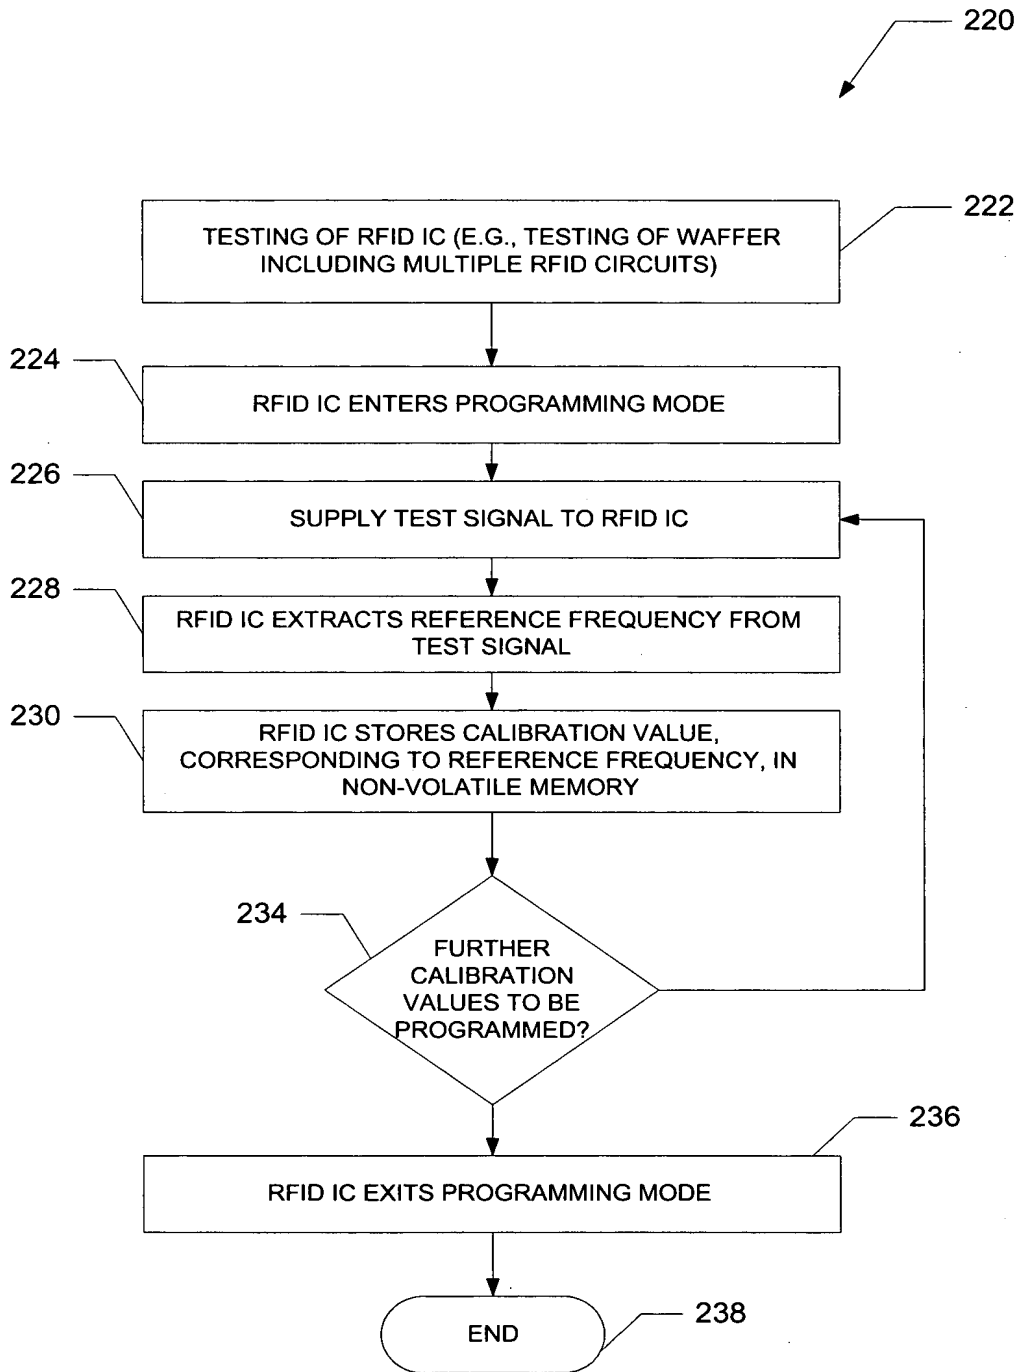 220
222
TESTING OF RFID IC (E.G., TESTING OF WAFFER
INCLUDING MULTIPLE RFID CIRCUITS)
224
RFID IC ENTERS PROGRAMMING MODE
226
SUPPLY TEST SIGNAL TO RFID IC
228
RFID IC EXTRACTS REFERENCE FREQUENCY FROM
TEST SIGNAL
230
RFID IC STORES CALIBRATION VALUE,
CORRESPONDING TO REFERENCE FREQUENCY, IN
NON-VOLATILE MEMORY
234
FURTHER
CALIBRATION
VALUES TO BE
PROGRAMMED?
236
RFID IC EXITS PROGRAMMING MODE
END
238